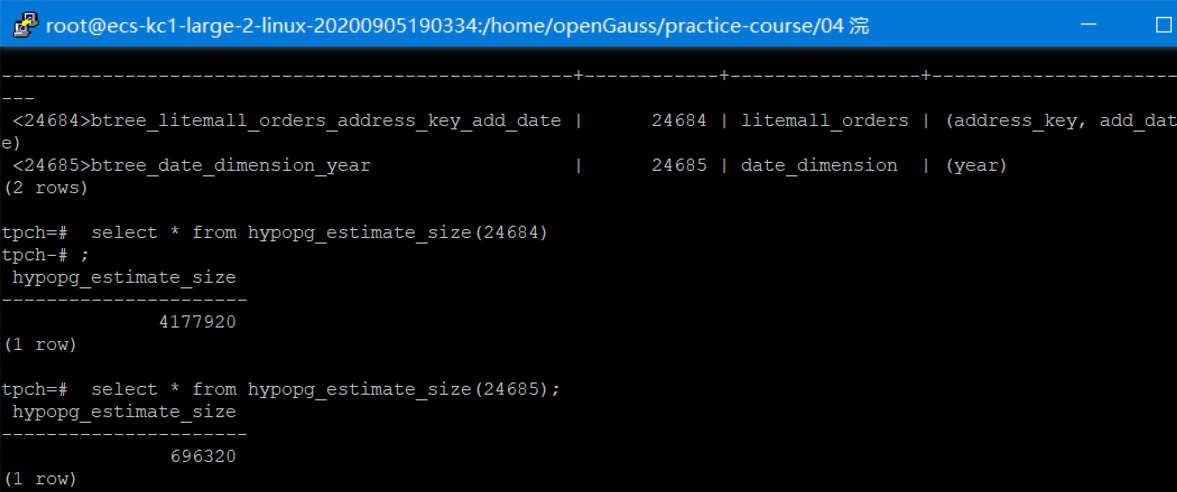 root@ecs-kc1-large-2-linux-20200905190334:/home/openGauss/practice-course/04 浣
---------------------------------------------------+------------+-----------------+----------------------
---
 <24684>btree_litemall_orders_address_key_add_date |      24684 | litemall_orders | (address_key, add_dat
e)
 <24685>btree_date_dimension_year                  |      24685 | date_dimension  | (year)
(2 rows)
tpch=#  select * from hypopg_estimate_size(24684)
tpch-# ;
 hypopg_estimate_size
----------------------
              4177920
(1 row)
tpch=#  select * from hypopg_estimate_size(24685);
 hypopg_estimate_size
----------------------
               696320
(1 row)